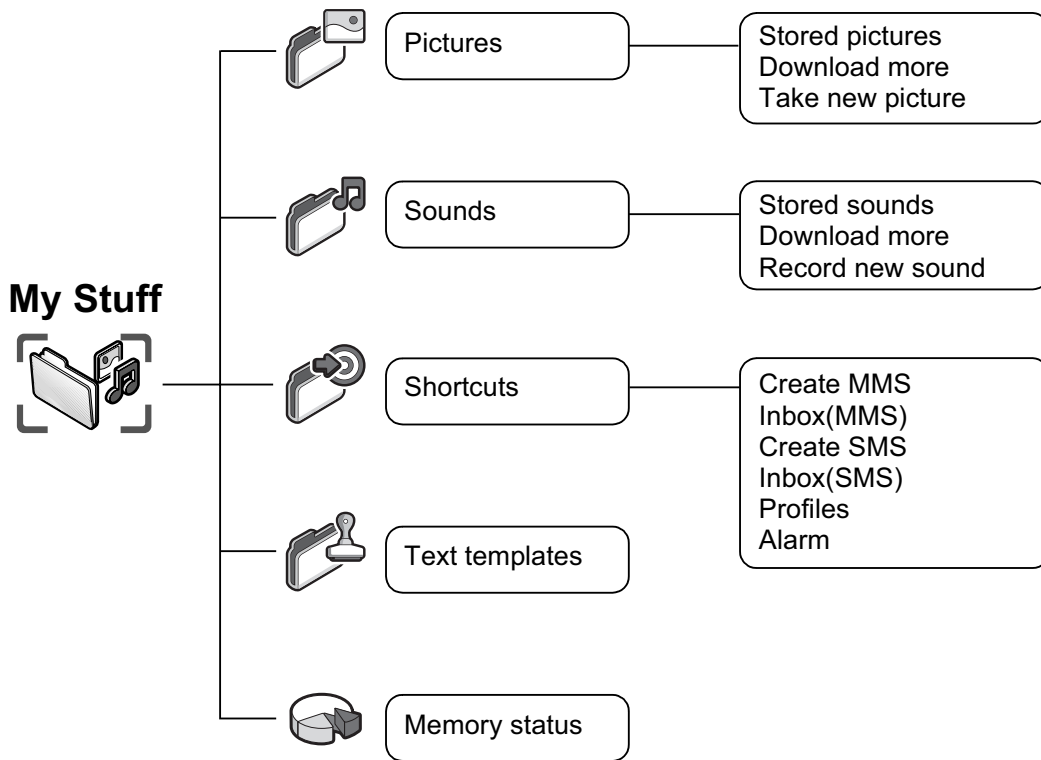 My Stuff
Pictures
Stored pictures
Download more
Take new picture
Sounds
Stored sounds
Download more
Record new sound
Shortcuts
Create MMS
Inbox(MMS)
Create SMS
Inbox(SMS)
Profiles
Alarm
Text templates
Memory status